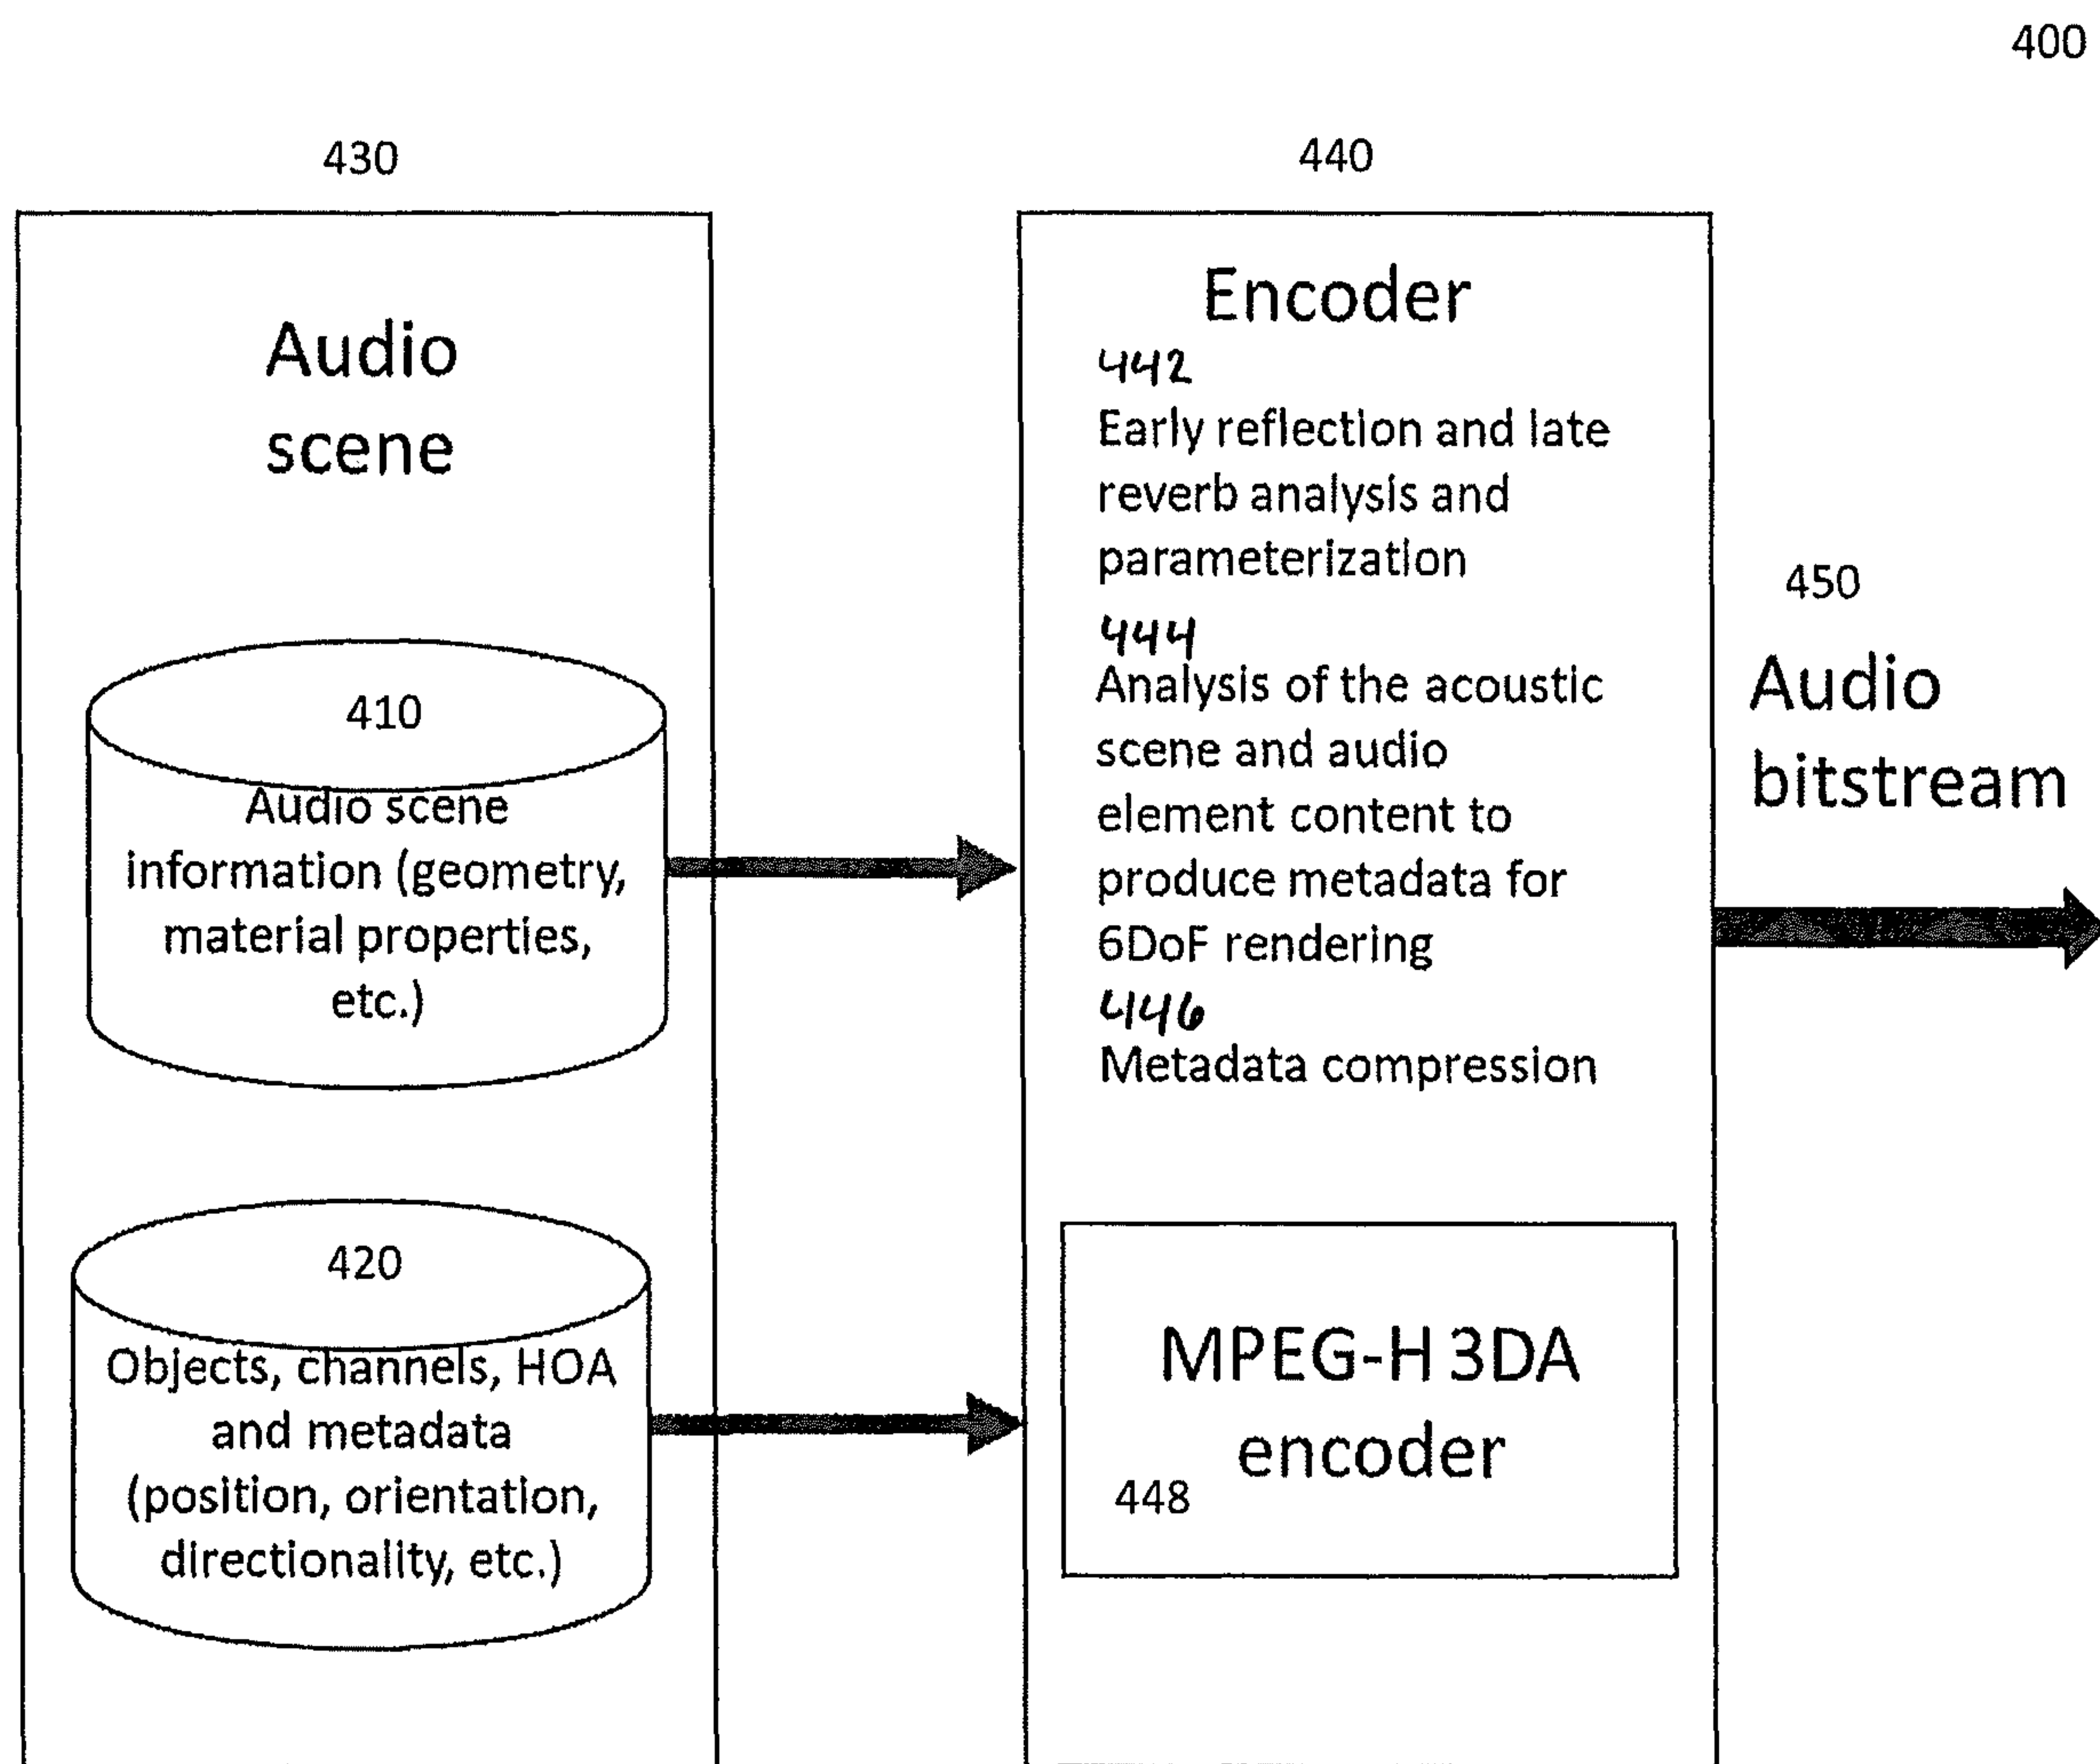 400
430
Audio
scene
410
Audio scene
information (geometry,
material properties,
etc.)
420
Objects, channels, HOA
and metadata
(position, orientation,
directionality, etc.)
440
Encoder
442
Early reflection and late
reverb analysis and
parameterization
444
Analysis of the acoustic
scene and audio
element content to
produce metadata for
6DoF rendering
446
Metadata compression
MPEG-H 3DA
encoder
448
450
Audio
bitstream